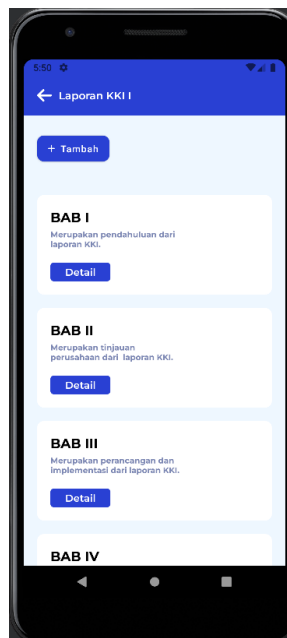 5:50
Laporan KKI I
+ Tambah
BAB I
Merupakan pendahuluan dari
laporan KKI.
Detail
BAB II
Merupakan tinjauan
perusahaan dari laporan KKI.
Detail
BAB III
Merupakan perancangan dan
implementasi dari laporan KKI.
Detail
BAB IV